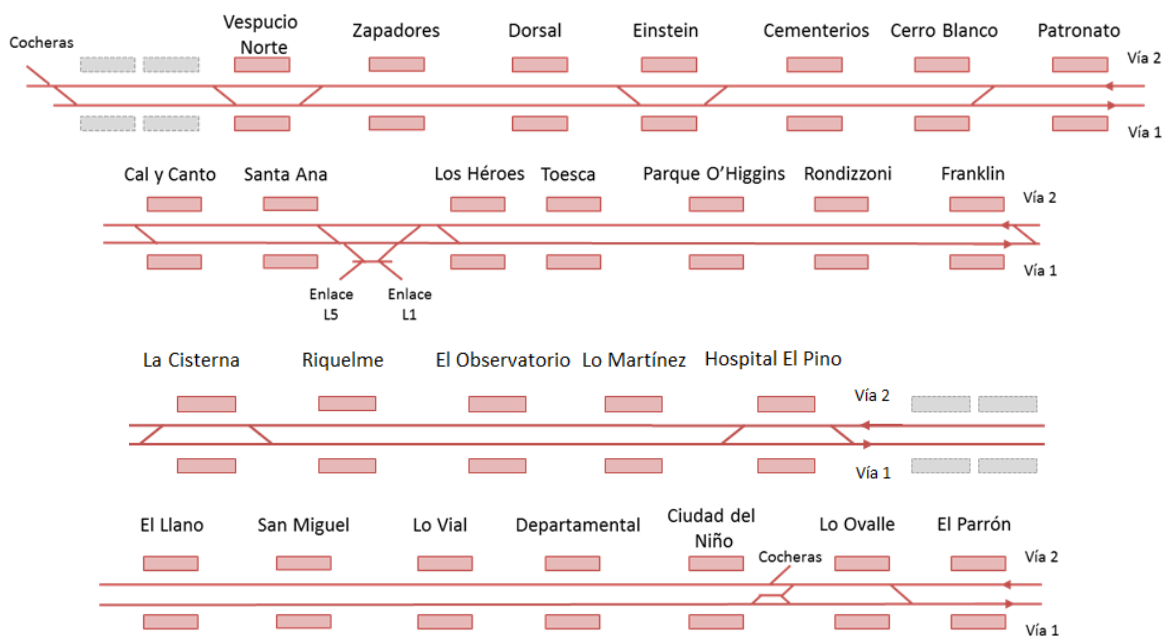 Vespucio
Norte
Zapadores
Dorsal
Einstein
Cementerios
Cerro Blanco
Patronato
Cocheras
Vía 2
Vía 1
Cal y Canto
Santa Ana
Los Héroes
Toesca
Parque O’Higgins
Rondizzoni
Franklin
Vía 2
Vía 1
Enlace
L5
Enlace
L1
La Cisterna
Riquelme
El Observatorio
Lo Martínez
Hospital El Pino
Vía 2
Vía 1
El Llano
San Miguel
Lo Vial
Departamental
Ciudad del
Niño
Lo Ovalle
El Parrón
Cocheras
Vía 2
Vía 1